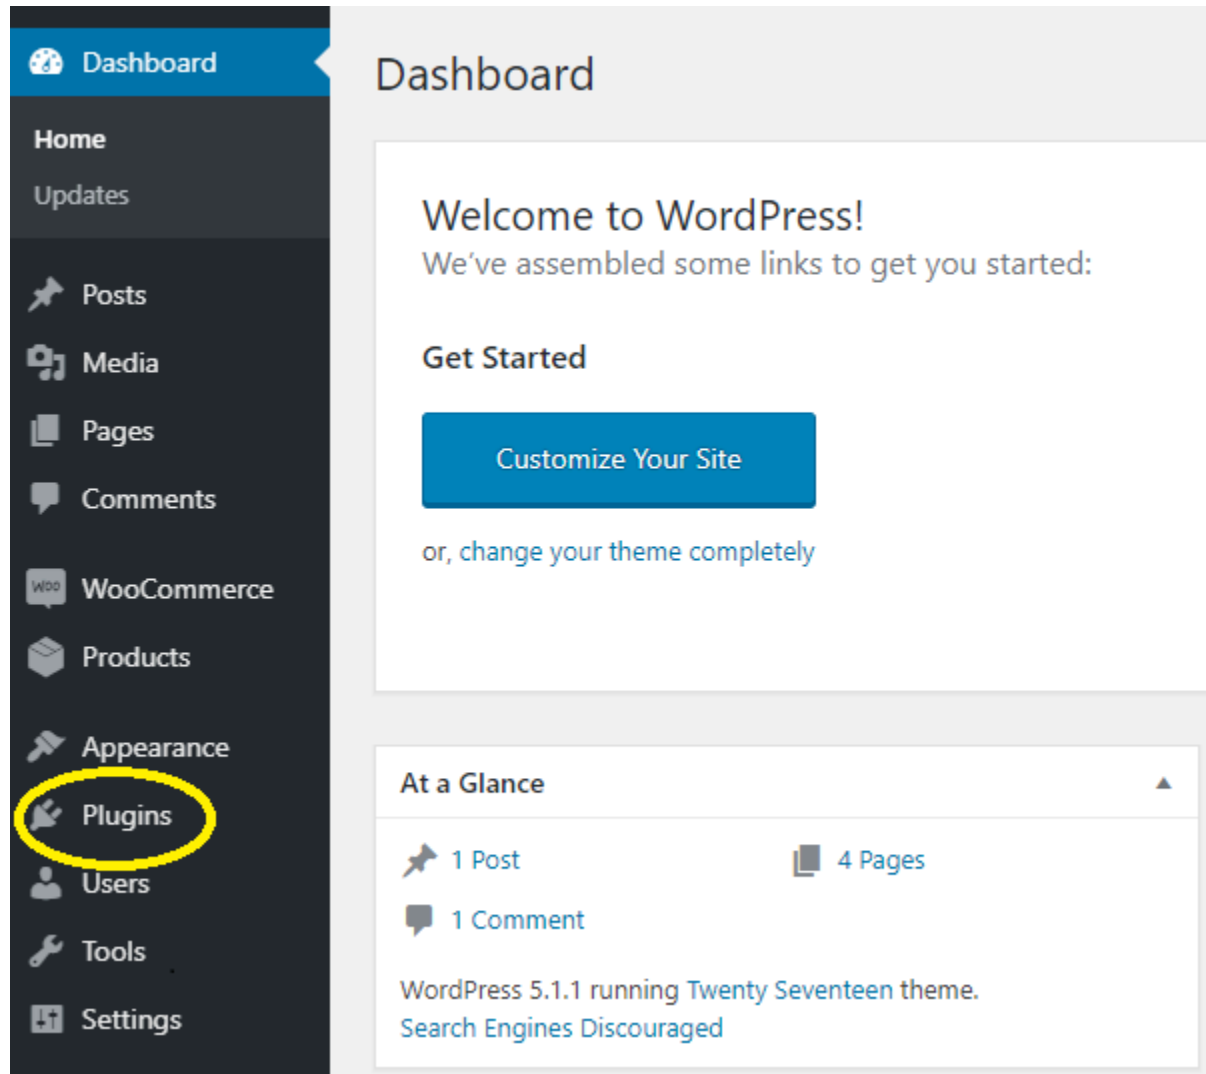 Dashboard
Home
Updates
Posts
Media
Pages
Comments
Woo WooCommerce
Products
Appearance
Plugins
Users
Tools
Settings
Dashboard
Welcome to WordPress!
We've assembled some links to get you started:
Get Started
Customize Your Site
or, change your theme completely
At a Glance
1 Post
4 Pages
1 Comment
WordPress 5.1.1 running Twenty Seventeen theme.
Search Engines Discouraged